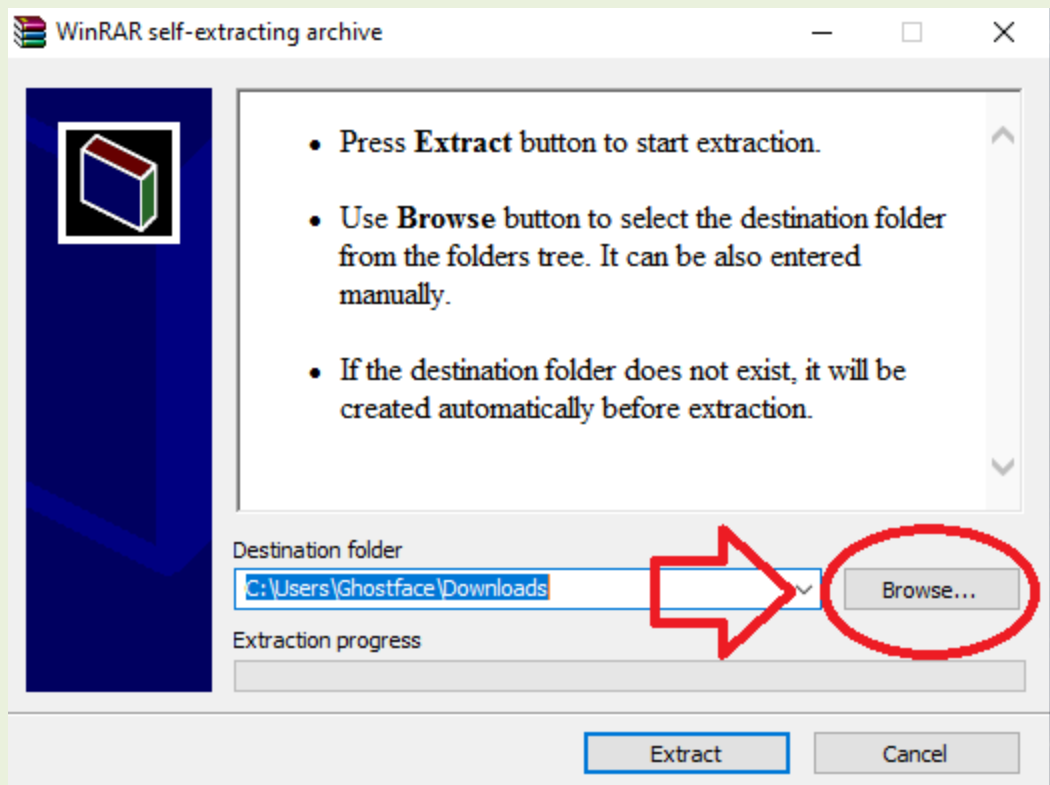 WinRAR self-extracting archive
• Press Extract button to start extraction.
• Use Browse button to select the destination folder
from the folders tree. It can be also entered
manually.
• If the destination folder does not exist, it will be
created automatically before extraction.
Destination folder
C:\Users\Ghostface\Downloads
Browse...
Extraction progress
Extract
Cancel